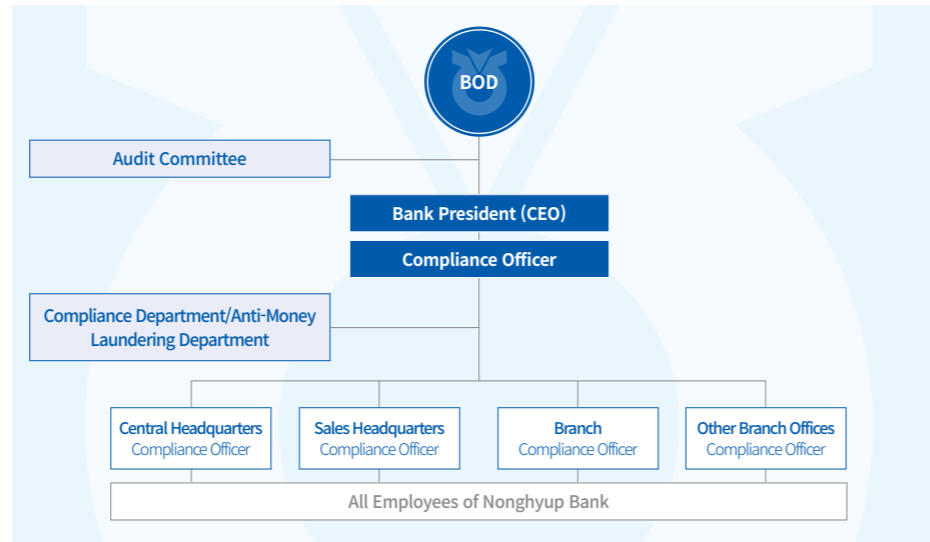 BOD
Audit Committee
Bank President (CEO)
Compliance Officer
Compliance Department/Anti-Money
Laundering Department
Central Headquarters
Compliance Officer
Sales Headquarters
Compliance Officer
Branch
Compliance Officer
Other Branch Offices
Compliance Officer
All Employees of Nonghyup Bank